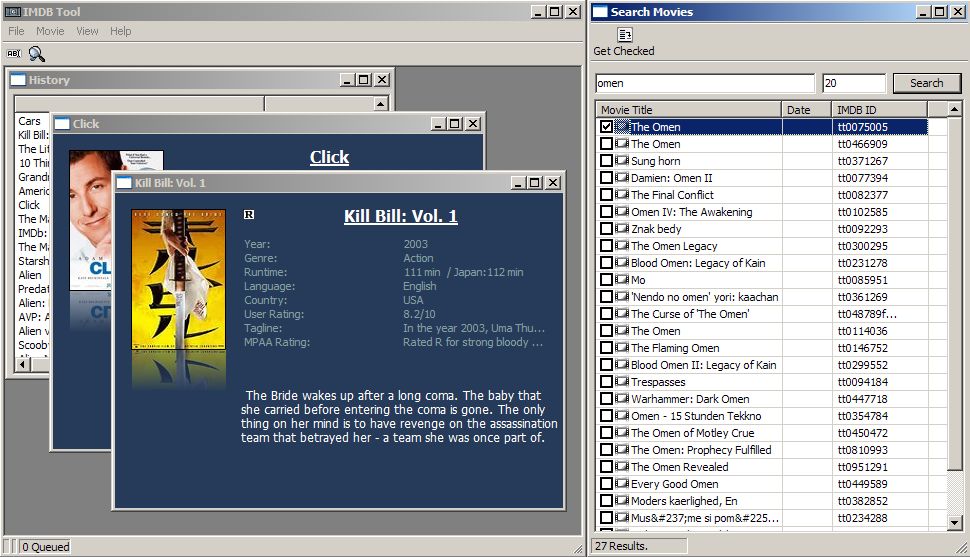 IMDB Tool
File Movie View Help
ABI
History
Cars
Kill Bill:
The Lif
10 Thin
Grandm
Americ
Click
The Ma
IMDb:
The Ma
Starsh
Alien
Predat
Alien:
AVP: A
Alien v
Scoob
Click
Click
ADAM
CL
Kill Bill: Vol. 1
R
Kill Bill: Vol. 1
Year: 2003
Genre: Action
Runtime: 111 min / Japan:112 min
Language: English
Country: USA
User Rating: 8.2/10
Tagline: In the year 2003, Uma Thu...
MPAA Rating: Rated R for strong bloody ...
The Bride wakes up after a long coma. The baby that
she carried before entering the coma is gone. The only
thing on her mind is to have revenge on the assassination
team that betrayed her - a team she was once part of.
0 Queued
Search Movies
Get Checked
omen 20 Search
Movie Title Date IMDB ID
The Omen tt0075005
The Omen tt0466909
Sung horn tt0371267
Damien: Omen II tt0077394
The Final Conflict tt0082377
Omen IV: The Awakening tt0102585
Znak bedy tt0092293
The Omen Legacy tt0300295
Blood Omen: Legacy of Kain tt0231278
Mo tt0085951
'Nendo no omen' yori: kaachan tt0361269
The Curse of 'The Omen' tt048789f...
The Omen tt0114036
The Flaming Omen tt0146752
Blood Omen II: Legacy of Kain tt0299552
Trespasses tt0094184
Warhammer: Dark Omen tt0447718
Omen - 15 Stunden Tekkno tt0354784
The Omen of Motley Crue tt0450472
The Omen: Prophecy Fulfilled tt0810993
The Omen Revealed tt0951291
Every Good Omen tt0449589
Moders kaerlighed, En tt0382852
Mus&#237;me si pom&#225... tt0234288
27 Results.